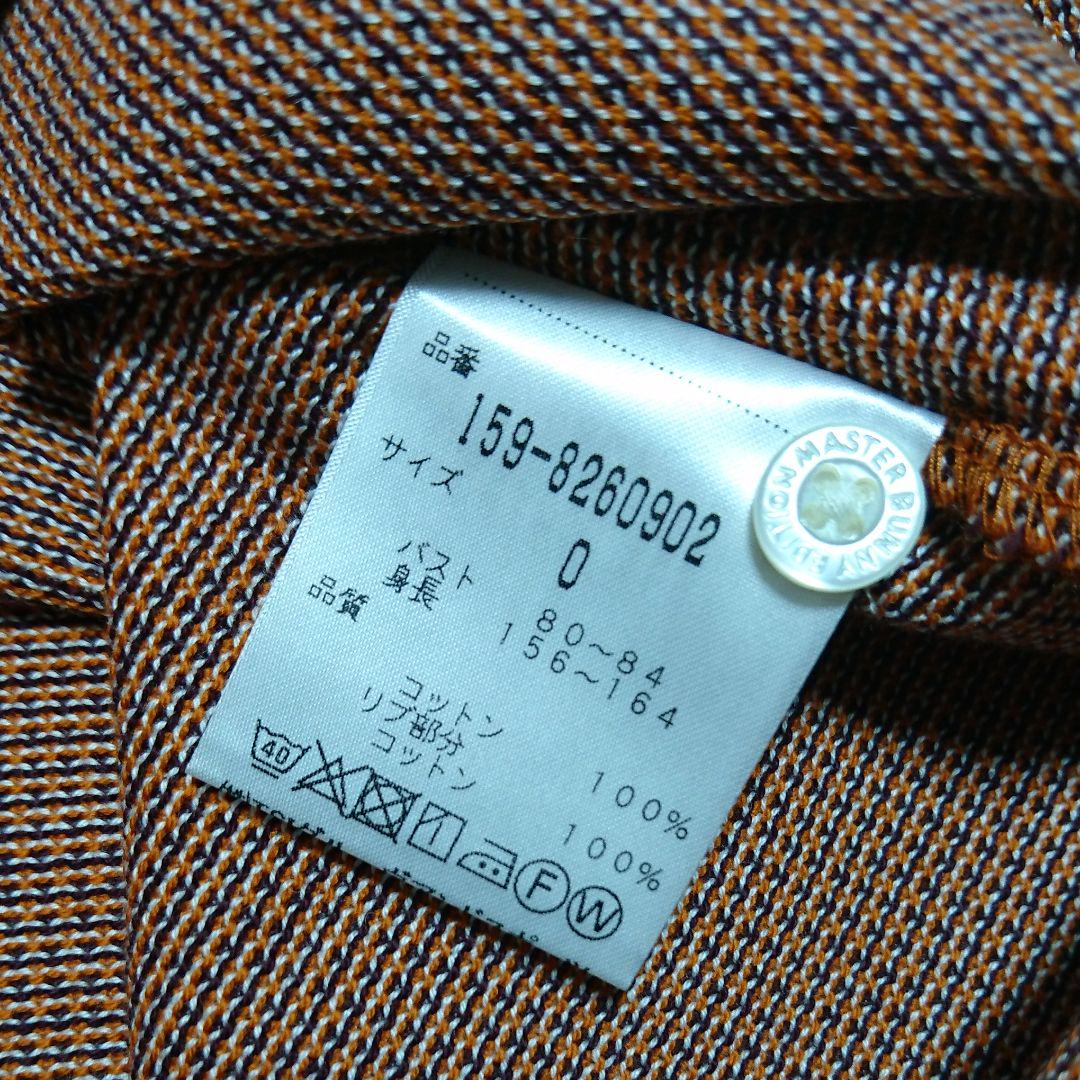 品番
159-8260902
サイズ
0
バスト 80~84
身長 156~164
品質
コットン 100%
リブ部分
コットン 100%
40
F W
MASTER BUNNY EDITION